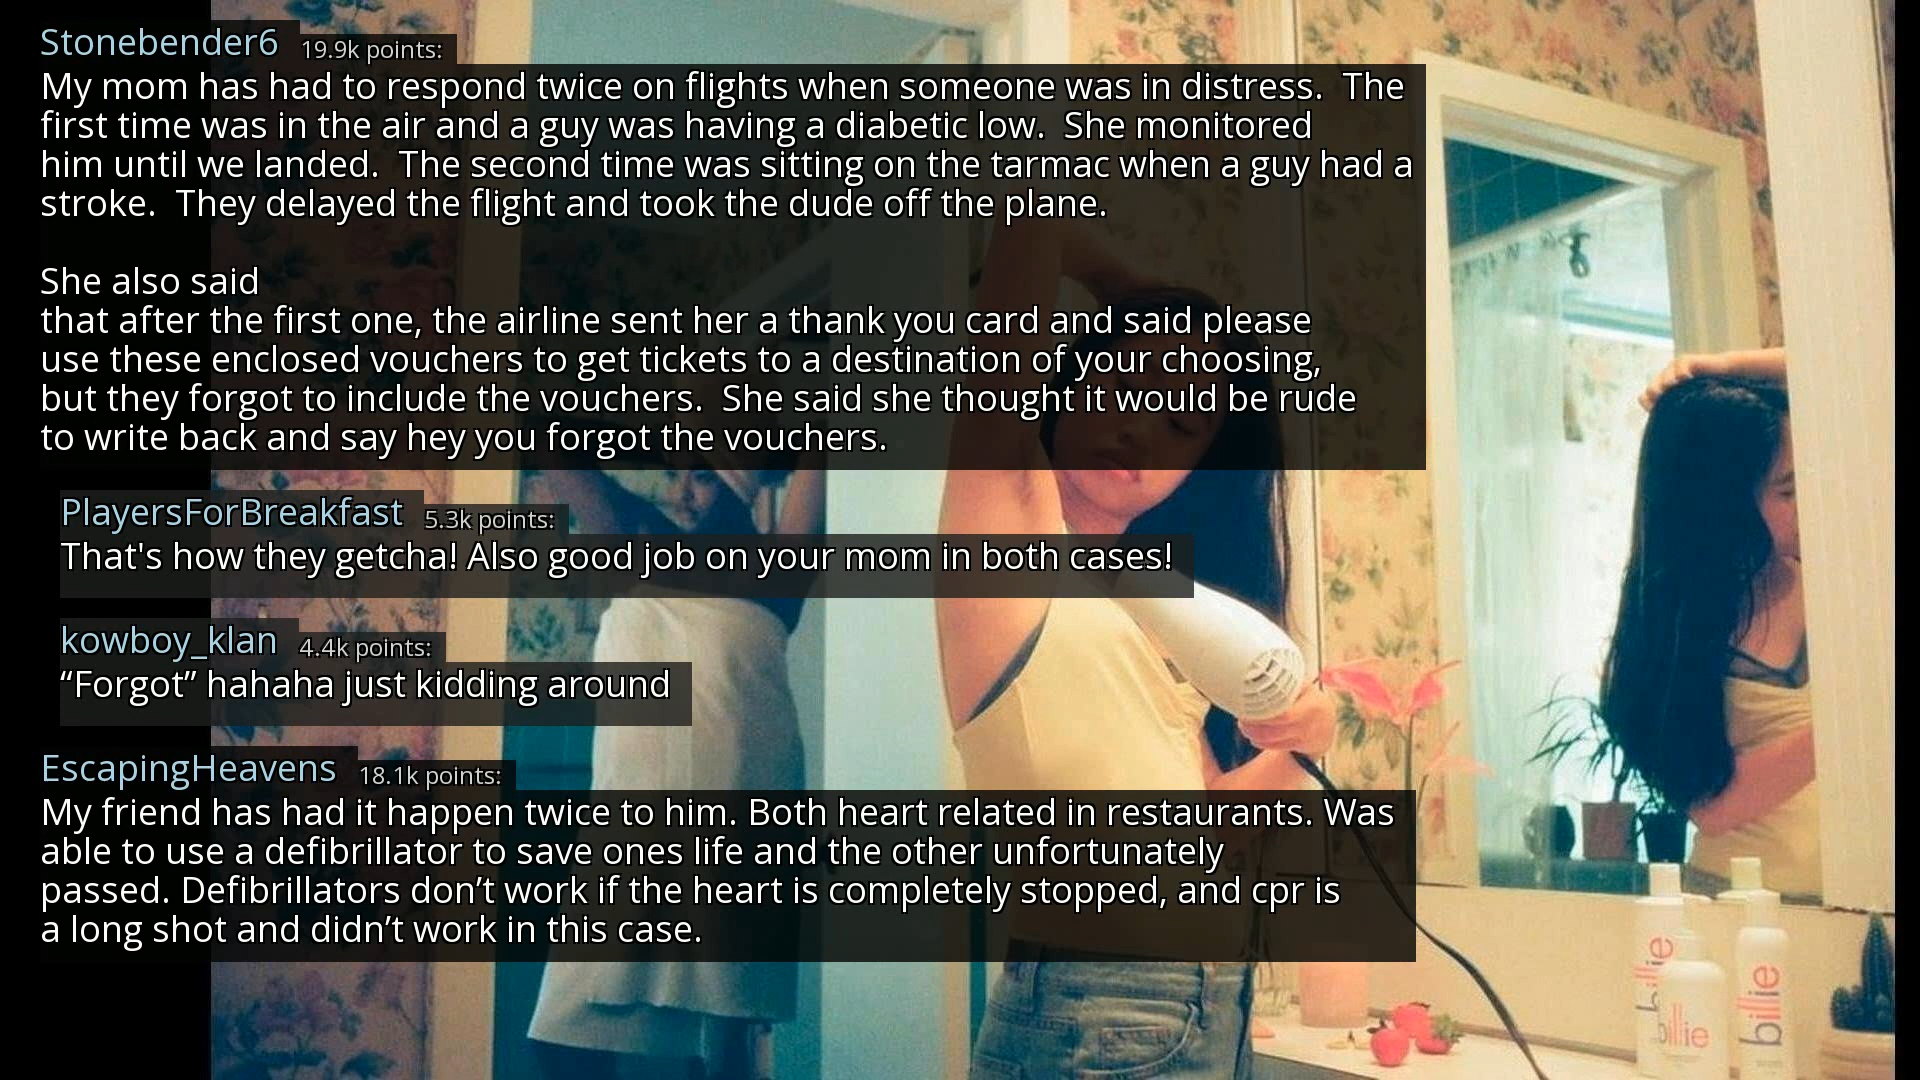 Stonebender6 19.9k points:
My mom has had to respond twice on flights when someone was in distress.  The
first time was in the air and a guy was having a diabetic low.  She monitored
him until we landed.  The second time was sitting on the tarmac when a guy had a
stroke.  They delayed the flight and took the dude off the plane.
She also said
that after the first one, the airline sent her a thank you card and said please
use these enclosed vouchers to get tickets to a destination of your choosing,
but they forgot to include the vouchers.  She said she thought it would be rude
to write back and say hey you forgot the vouchers.
PlayersForBreakfast 5.3k points:
That's how they getcha! Also good job on your mom in both cases!
kowboy_klan 4.4k points:
“Forgot” hahaha just kidding around
EscapingHeavens 18.1k points:
My friend has had it happen twice to him. Both heart related in restaurants. Was
able to use a defibrillator to save ones life and the other unfortunately
passed. Defibrillators don’t work if the heart is completely stopped, and cpr is
a long shot and didn’t work in this case.
billie
billie
billie